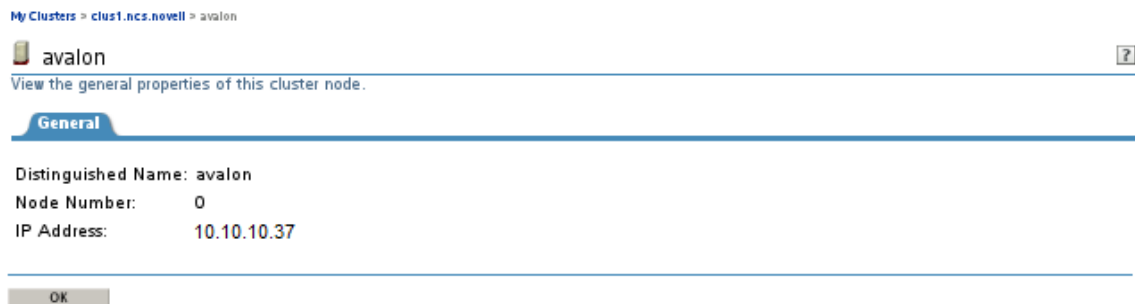 My Clusters > clus1.ncs.novell > avalon
avalon
?
View the general properties of this cluster node.
General
Distinguished Name: avalon
Node Number: 0
IP Address: 10.10.10.37
OK